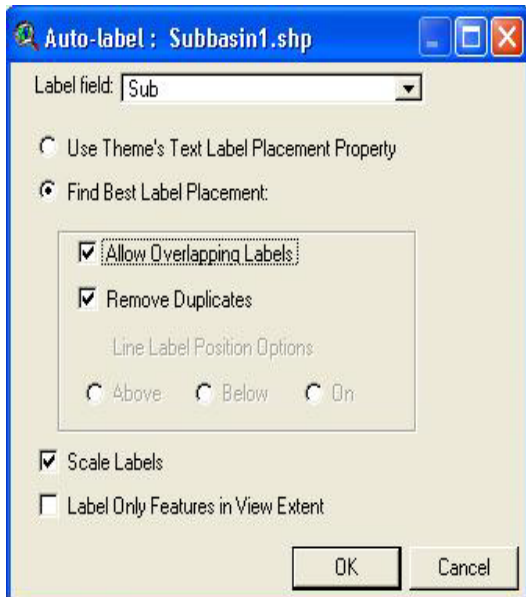 Auto-label : Subbasin1.shp
Label field: Sub
Use Theme's Text Label Placement Property
Find Best Label Placement:
Allow Overlapping Labels
Remove Duplicates
Line Label Position Options
Above Below On
Scale Labels
Label Only Features in View Extent
OK Cancel